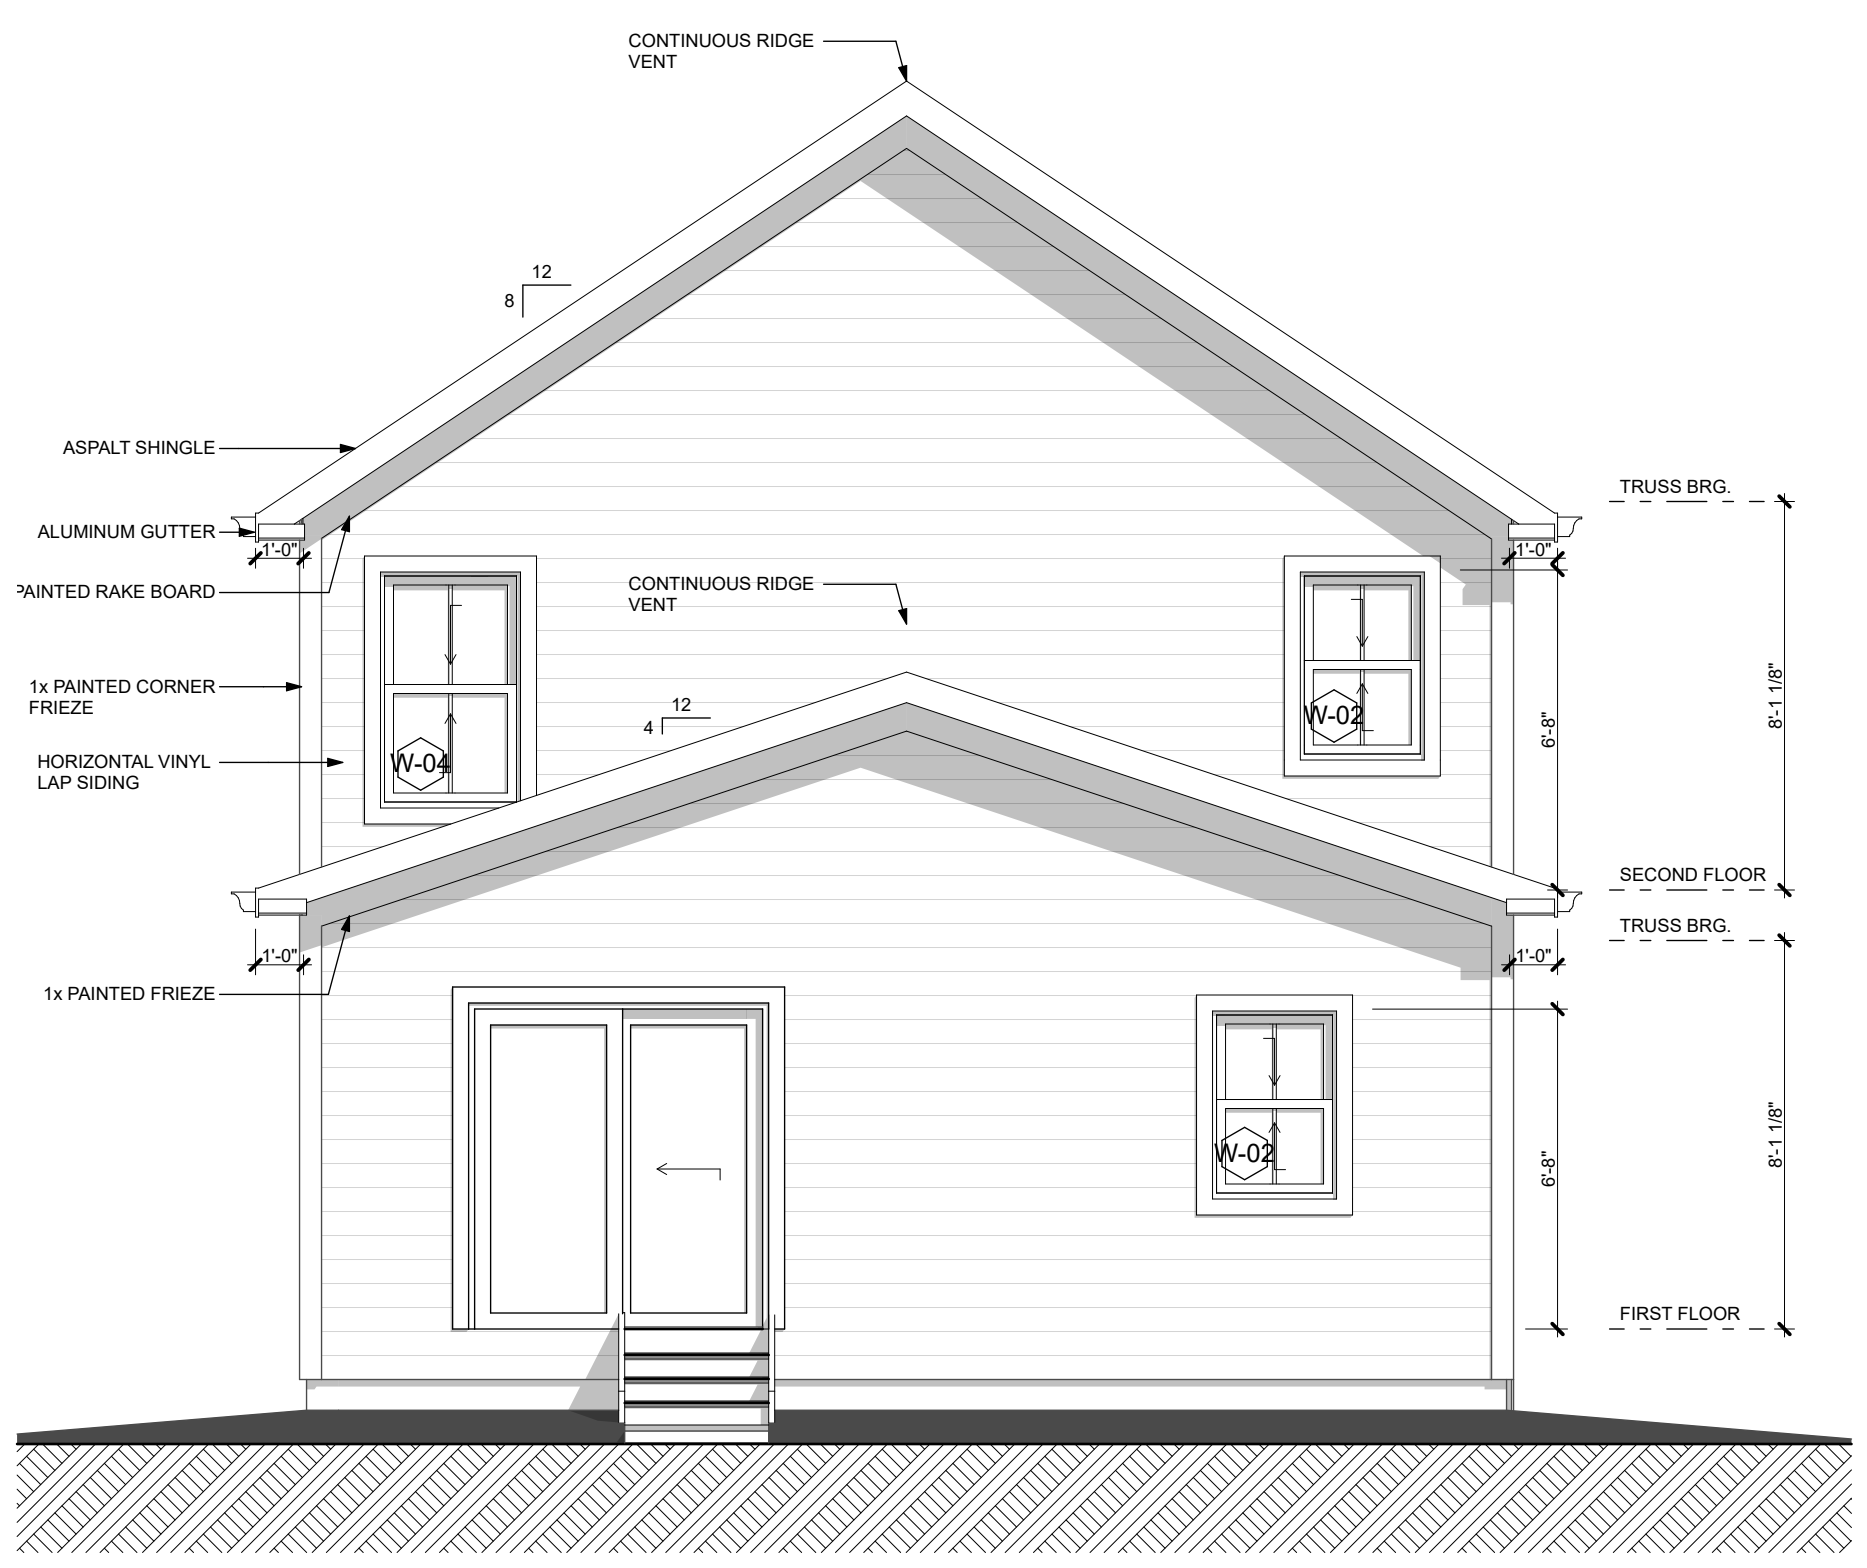 CONTINUOUS RIDGE
VENT
12
8
ASPALT SHINGLE
TRUSS BRG.
ALUMINUM GUTTER
1'-0"
1'-0"
PAINTED RAKE BOARD
CONTINUOUS RIDGE
VENT
1x PAINTED CORNER
FRIEZE
12
4
W-02
6'-8"
8'-1 1/8"
HORIZONTAL VINYL
LAP SIDING
W-04
SECOND FLOOR
TRUSS BRG.
1'-0"
1'-0"
1x PAINTED FRIEZE
W-02
6'-8"
8'-1 1/8"
FIRST FLOOR